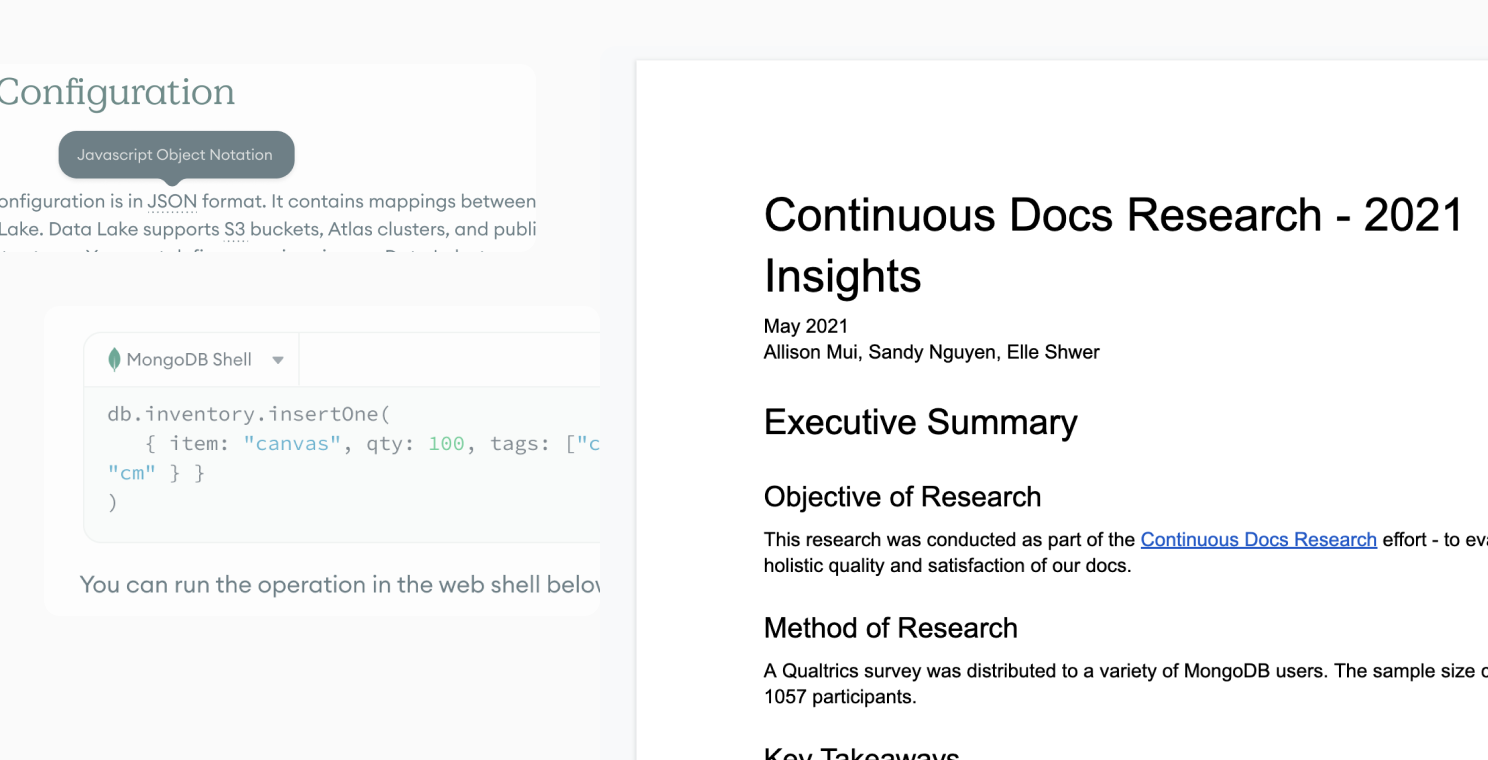 Configuration
Javascript Object Notation
onfiguration is in JSON format. It contains mappings between
Lake. Data Lake supports S3 buckets, Atlas clusters, and publi
MongoDB Shell
db.inventory.insertOne(
{ item: "canvas", qty: 100, tags: ["c
"cm" } }
)
You can run the operation in the web shell below
Continuous Docs Research - 2021
Insights
May 2021
Allison Mui, Sandy Nguyen, Elle Shwer
Executive Summary
Objective of Research
This research was conducted as part of the Continuous Docs Research effort - to eva
holistic quality and satisfaction of our docs.
Method of Research
A Qualtrics survey was distributed to a variety of MongoDB users. The sample size
1057 participants.
Key Takeaways